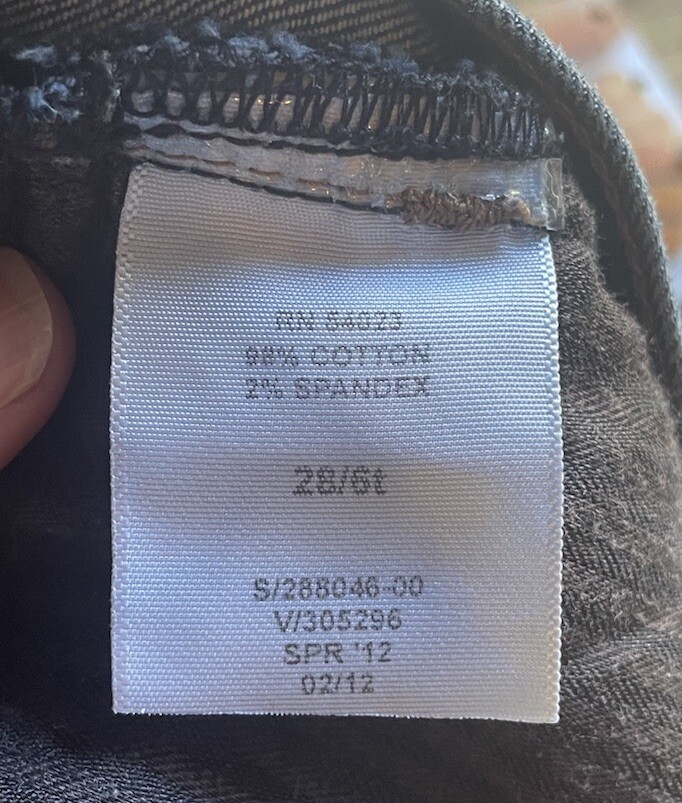 RN 54023
98% COTTON
2% SPANDEX
28/6t
S/288046-00
V/305296
SPR '12
02/12